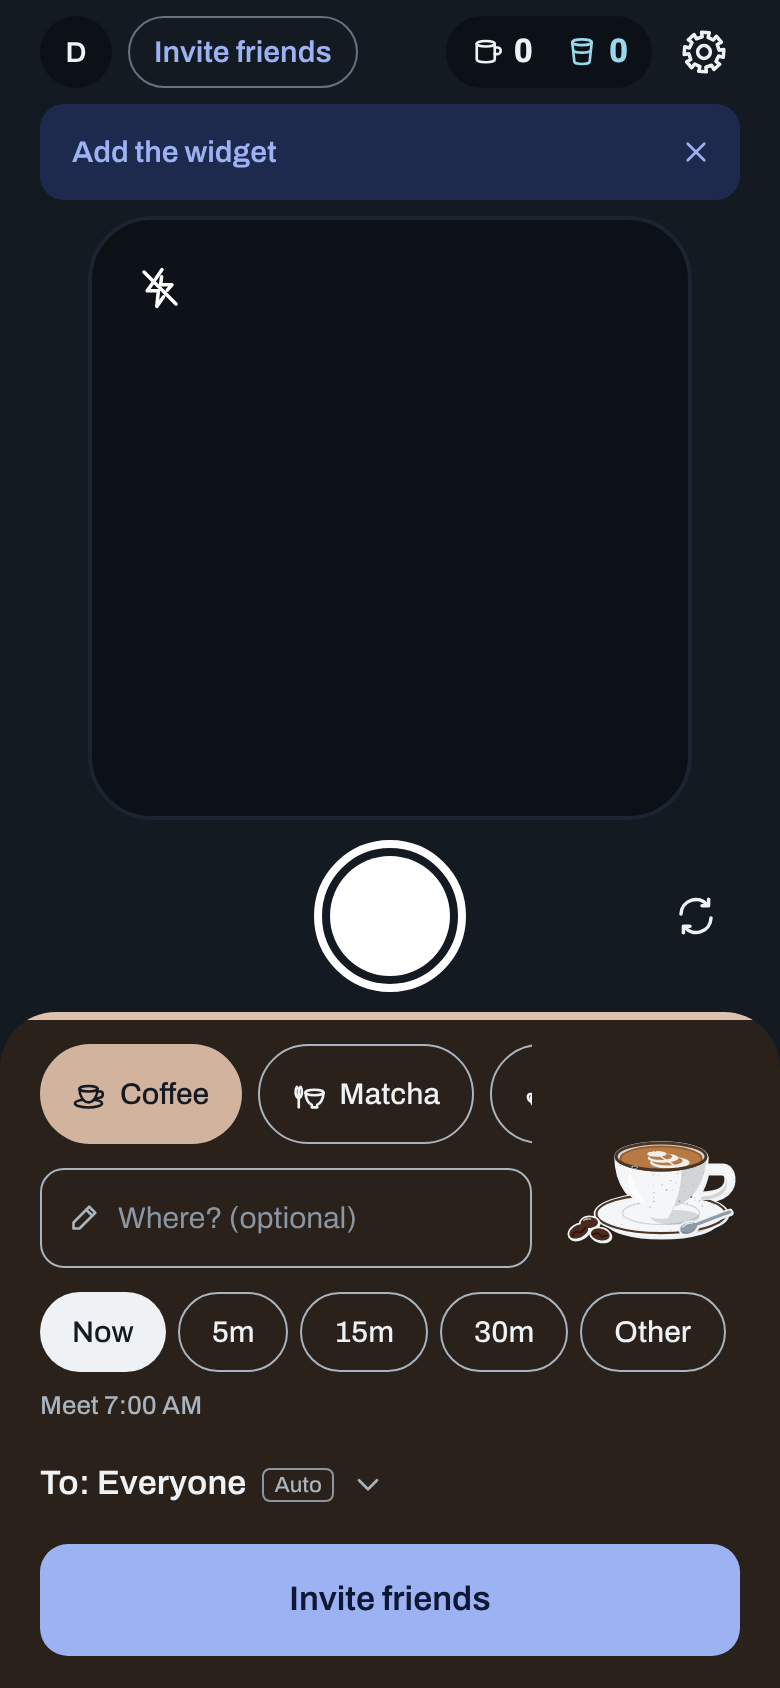 D
Invite friends
0
0
Add the widget
Coffee
Matcha
Where? (optional)
Now
5m
15m
30m
Other
Meet 7:00 AM
To: Everyone
Auto
Invite friends